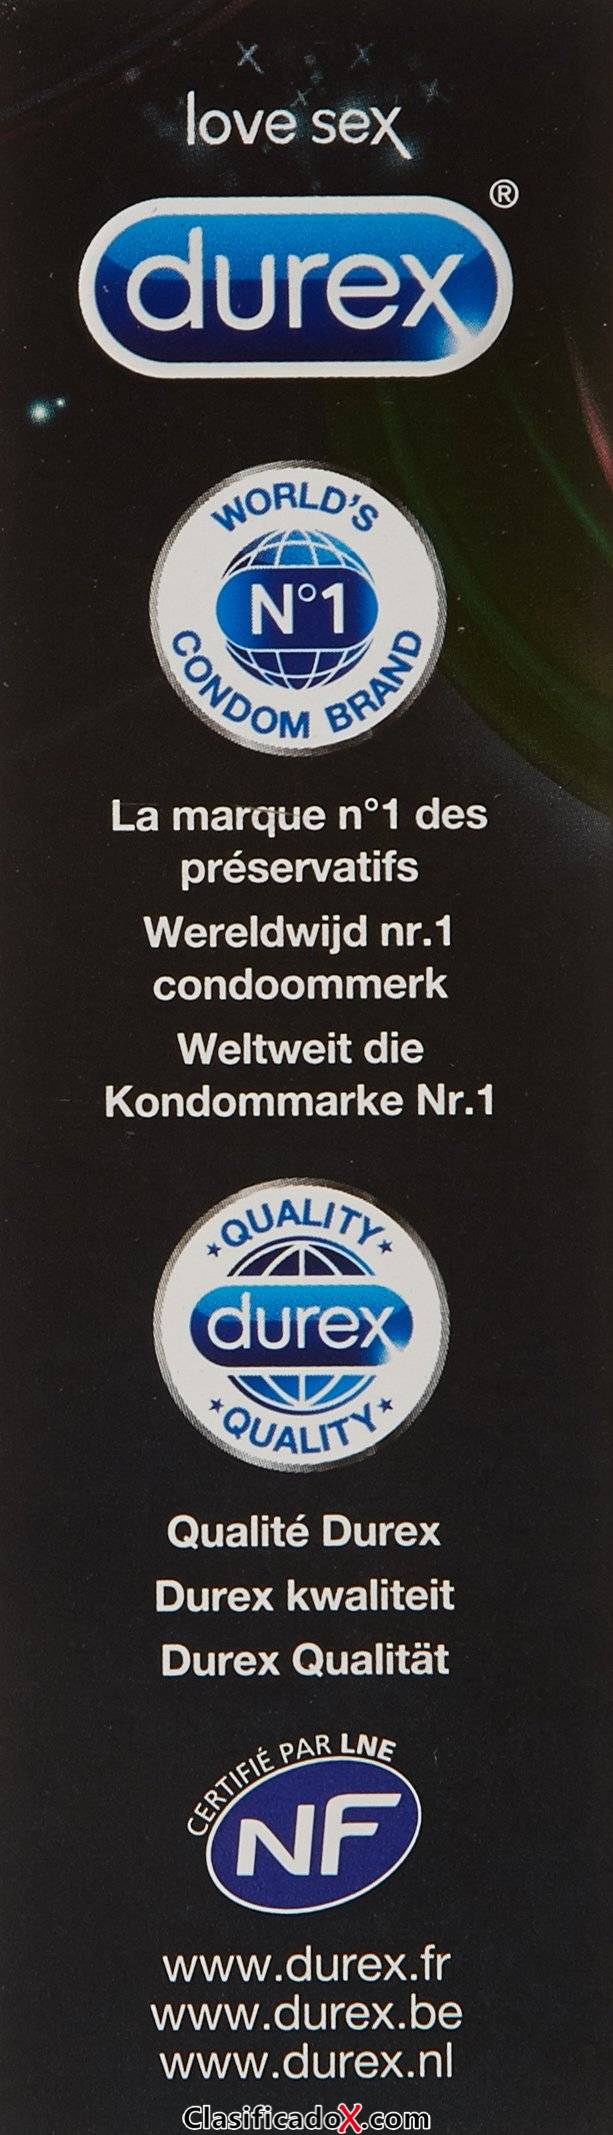 love sex
durex®
WORLD'S
N°1
CONDOM BRAND
La marque n°1 des
préservatifs
Wereldwijd nr.1
condoommerk
Weltweit die
Kondommarke Nr.1
QUALITY
durex
QUALITY
Qualité Durex
Durex kwaliteit
Durex Qualität
CERTIFIÉ PAR LNE
NF
www.durex.fr
www.durex.be
www.durex.nl
ClasificadoX.com